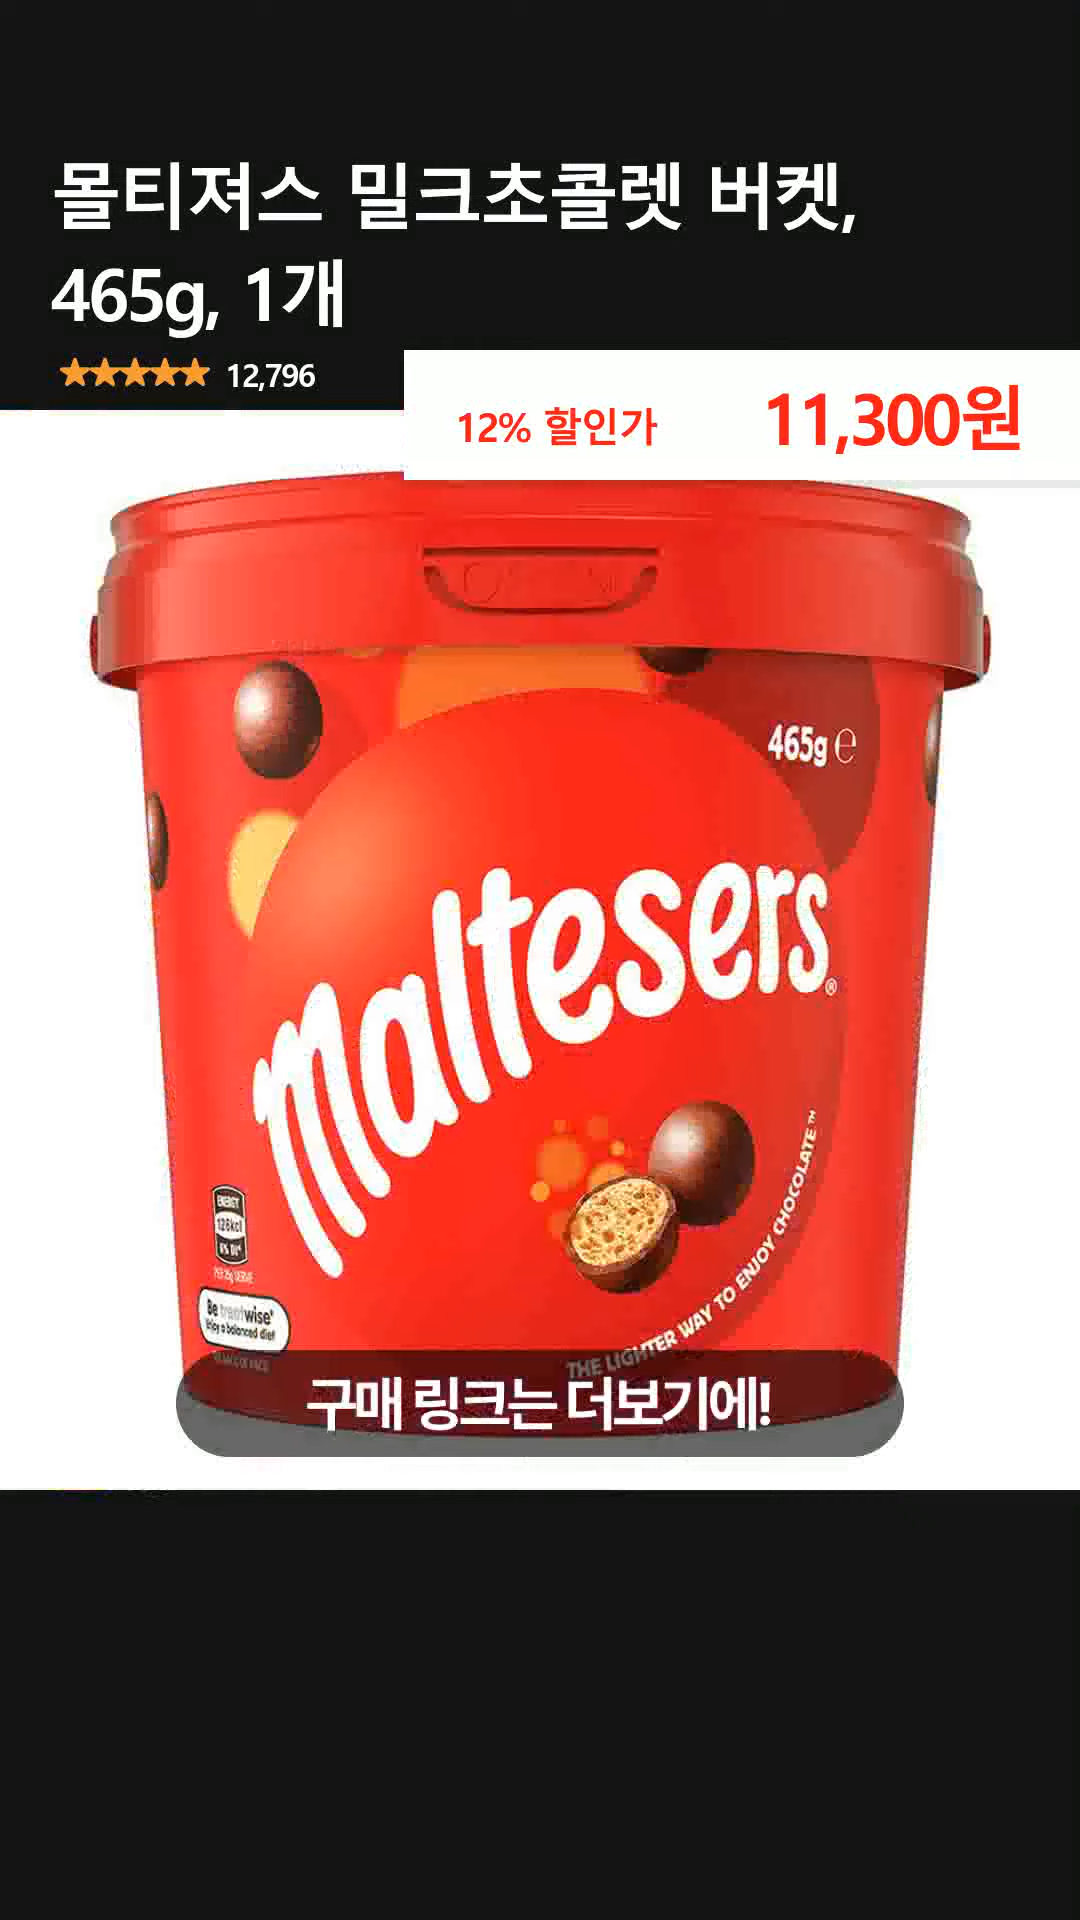 몰티져스 밀크초콜렛 버켓,
465g, 1개
12,796
12% 할인가
11,300원
465g e
Maltesers®
THE LIGHTER WAY TO ENJOY CHOCOLATE™
ENERGY
Be treatwise
Enjoy a balanced diet
구매 링크는 더보기에!